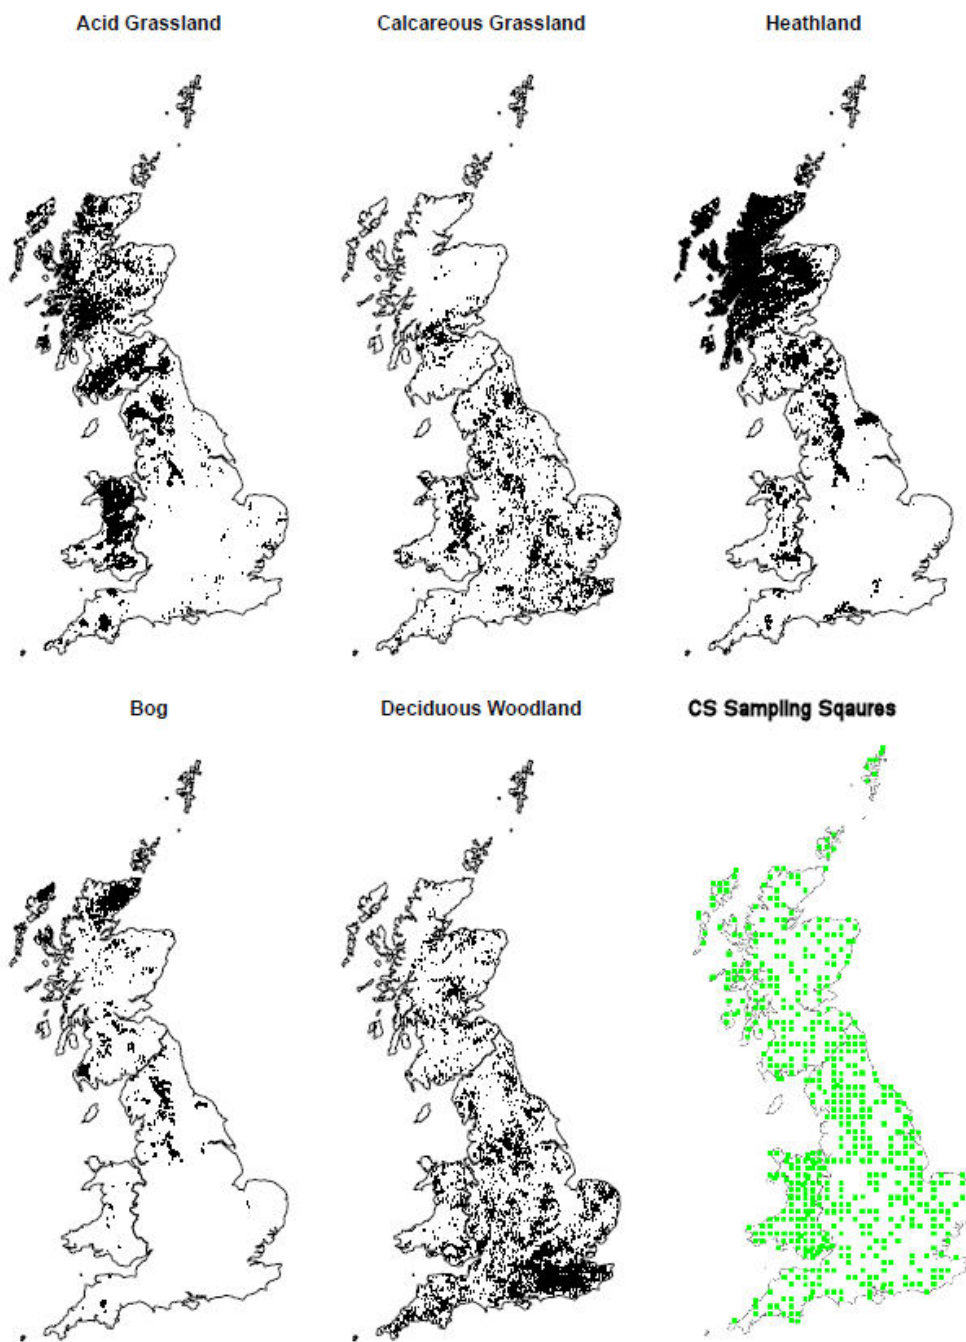 Acid Grassland
Calcareous Grassland
Heathland
Bog
Deciduous Woodland
CS Sampling Sqaures